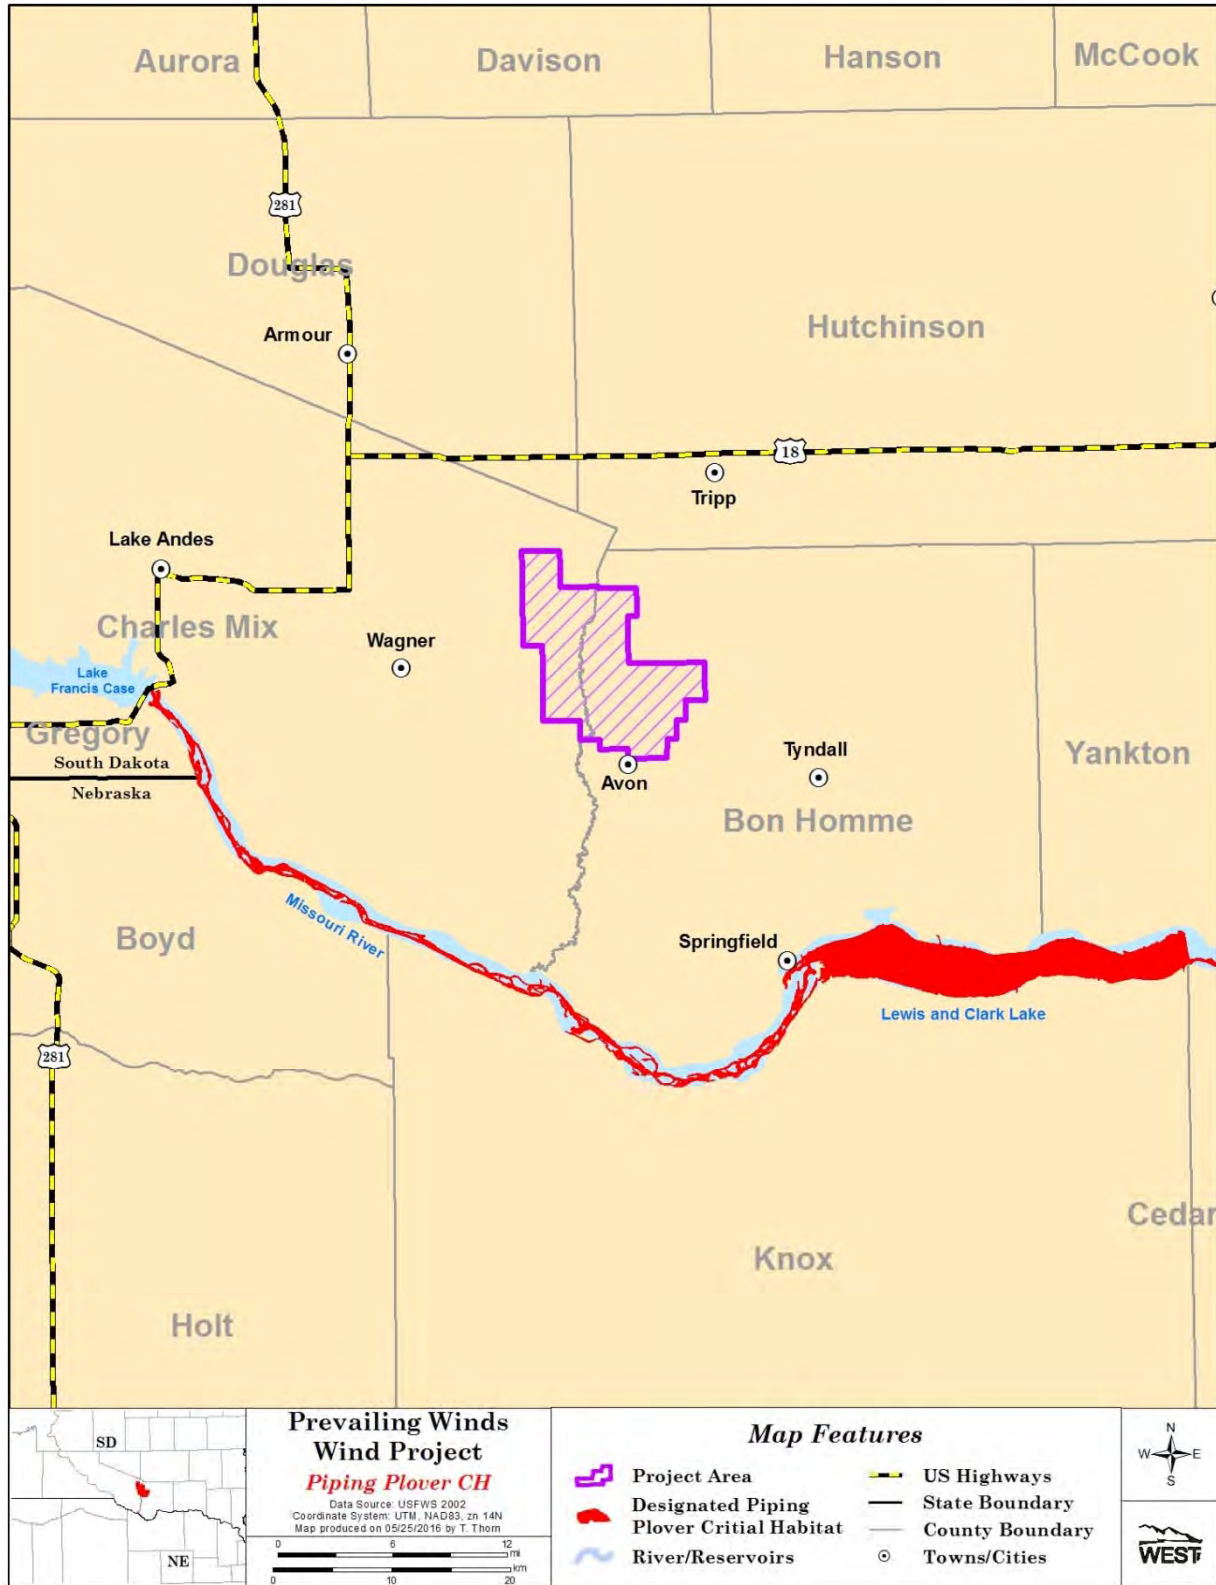 Aurora
Davison
Hanson
McCook
281
Douglas
Armour
Hutchinson
18
Tripp
Lake Andes
Charles Mix
Wagner
Lake
Francis Case
Gregory
South Dakota
Nebraska
Avon
Tyndall
Yankton
Bon Homme
Missouri River
Boyd
Springfield
Lewis and Clark Lake
281
Cedar
Knox
Holt
SD
NE
Prevailing Winds
Wind Project
Piping Plover CH
Data Source: USFWS 2002
Coordinate System: UTM, NAD83, zn 14N
Map produced on 05/25/2016 by T. Thorn
0 6 12
mi
km
0 10 20
Map Features
Project Area
Designated Piping
Plover Critial Habitat
River/Reservoirs
US Highways
State Boundary
County Boundary
Towns/Cities
N
W E
S
WEST